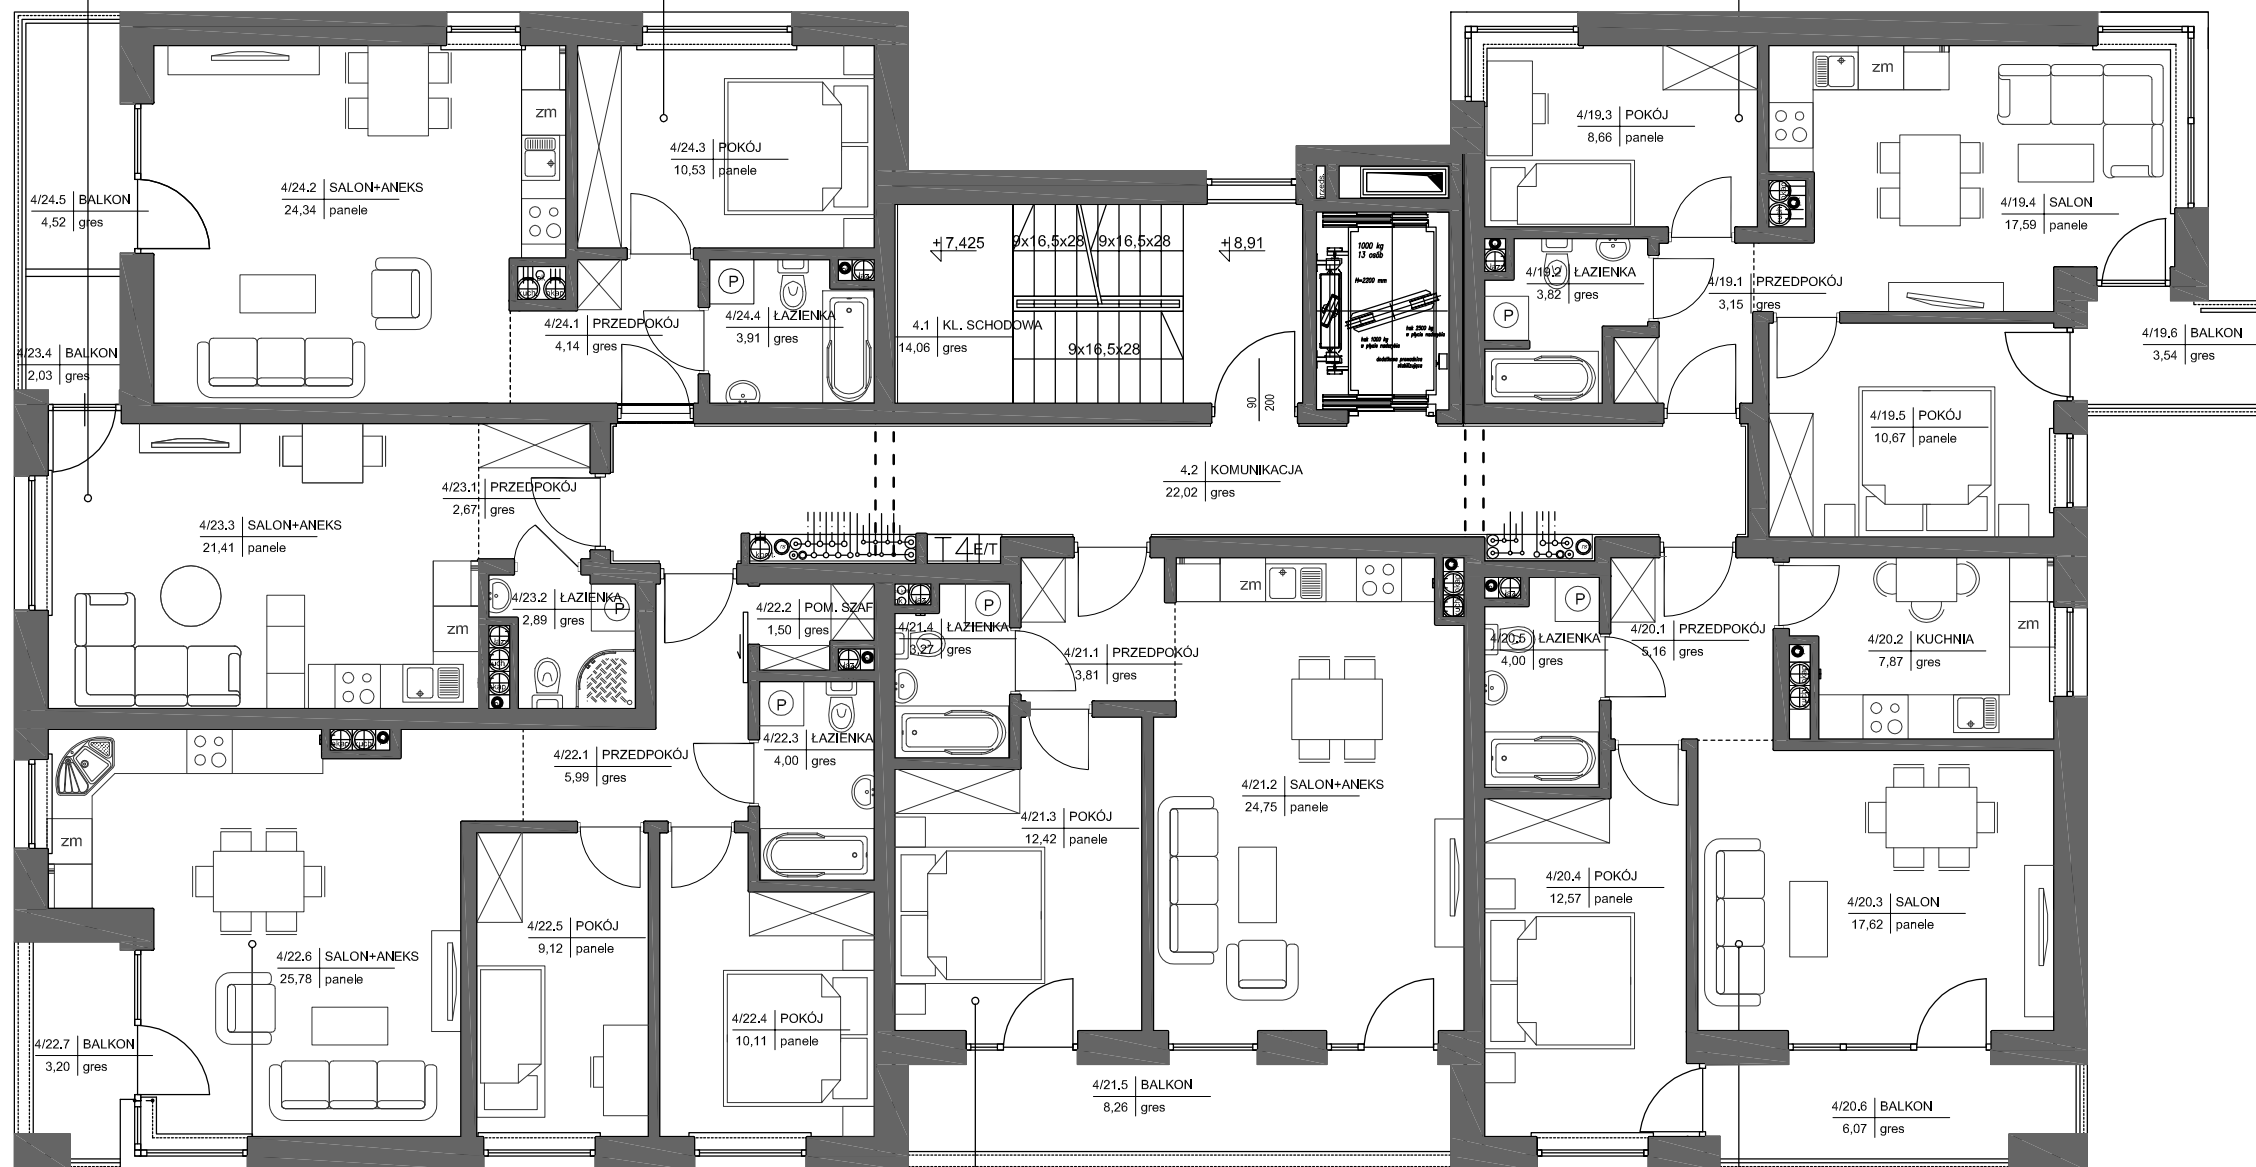 4/24.5 BALKON
4,52 gres
4/24.2 SALON+ANEKS
24,34 panele
zm
4/24.3 POKÓJ
10,53 panele
4/24.1 PRZEDPOKÓJ
4,14 gres
P
4/24.4 ŁAZIENKA
3,91 gres
4.1 KL. SCHODOWA
14,06 gres
+7,425
9x16,5x28
9x16,5x28
9x16,5x28
+8,91
90
200
1000 kg
13 osób
H=2200 mm
4/19.3 POKÓJ
8,66 panele
zm
4/19.4 SALON
17,59 panele
4/19.2 ŁAZIENKA
3,82 gres
P
4/19.1 PRZEDPOKÓJ
3,15 gres
4/19.6 BALKON
3,54 gres
4/19.5 POKÓJ
10,67 panele
4/23.4 BALKON
2,03 gres
4/23.1 PRZEDPOKÓJ
2,67 gres
4/23.3 SALON+ANEKS
21,41 panele
zm
4/23.2 ŁAZIENKA
2,89 gres
P
4.2 KOMUNIKACJA
22,02 gres
T4 E/T
4/22.2 POM. SZAF
1,50 gres
4/22.3 ŁAZIENKA
4,00 gres
P
4/22.1 PRZEDPOKÓJ
5,99 gres
zm
4/22.6 SALON+ANEKS
25,78 panele
4/22.5 POKÓJ
9,12 panele
4/22.4 POKÓJ
10,11 panele
4/22.7 BALKON
3,20 gres
4/21.4 ŁAZIENKA
3,27 gres
P
4/21.1 PRZEDPOKÓJ
3,81 gres
zm
4/21.2 SALON+ANEKS
24,75 panele
4/21.3 POKÓJ
12,42 panele
4/21.5 BALKON
8,26 gres
4/20.5 ŁAZIENKA
4,00 gres
P
4/20.1 PRZEDPOKÓJ
5,16 gres
4/20.2 KUCHNIA
7,87 gres
zm
4/20.4 POKÓJ
12,57 panele
4/20.3 SALON
17,62 panele
4/20.6 BALKON
6,07 gres